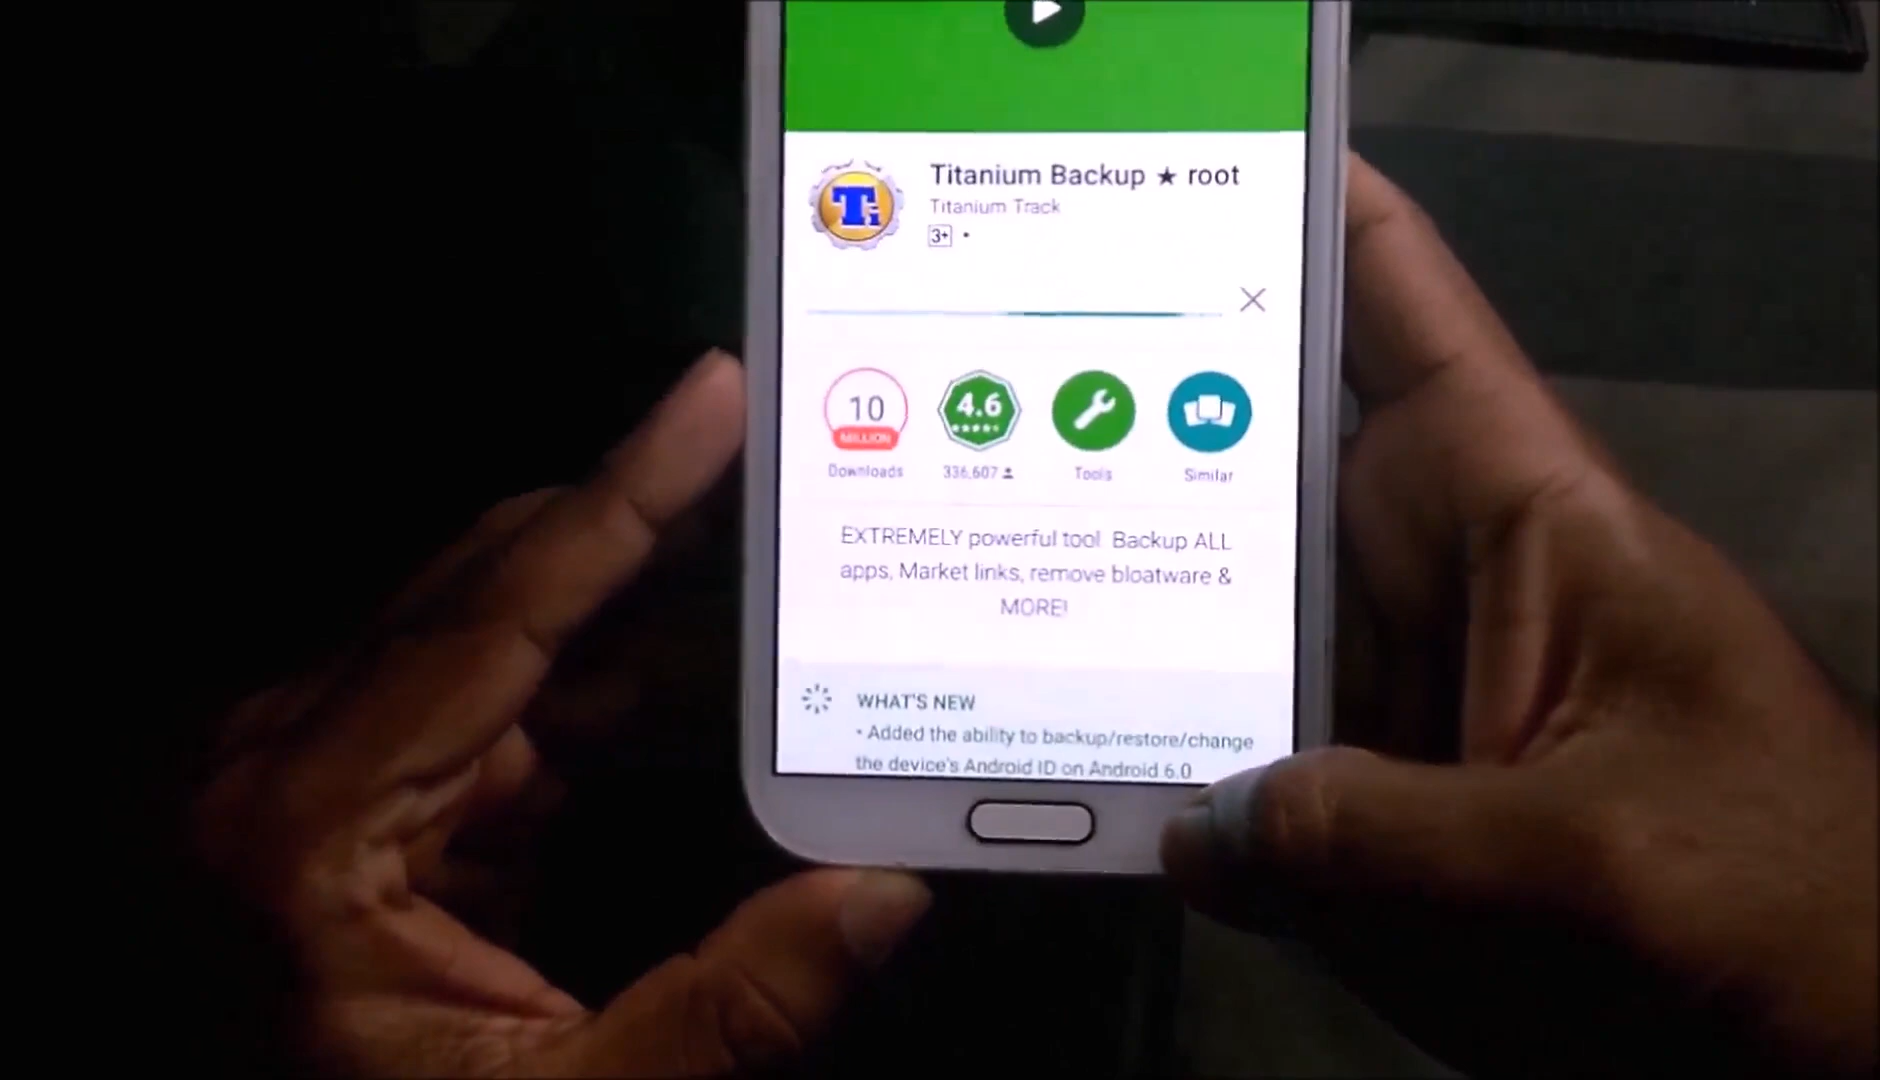 Titanium Backup ★ root
Titanium Track
3+ •
Ti
10
MILLION
Downloads
4.6
336,607
Tools
Similar
EXTREMELY powerful tool. Backup ALL
apps, Market links, remove bloatware &
MORE!
WHAT'S NEW
• Added the ability to backup/restore/change
the device's Android ID on Android 6.0